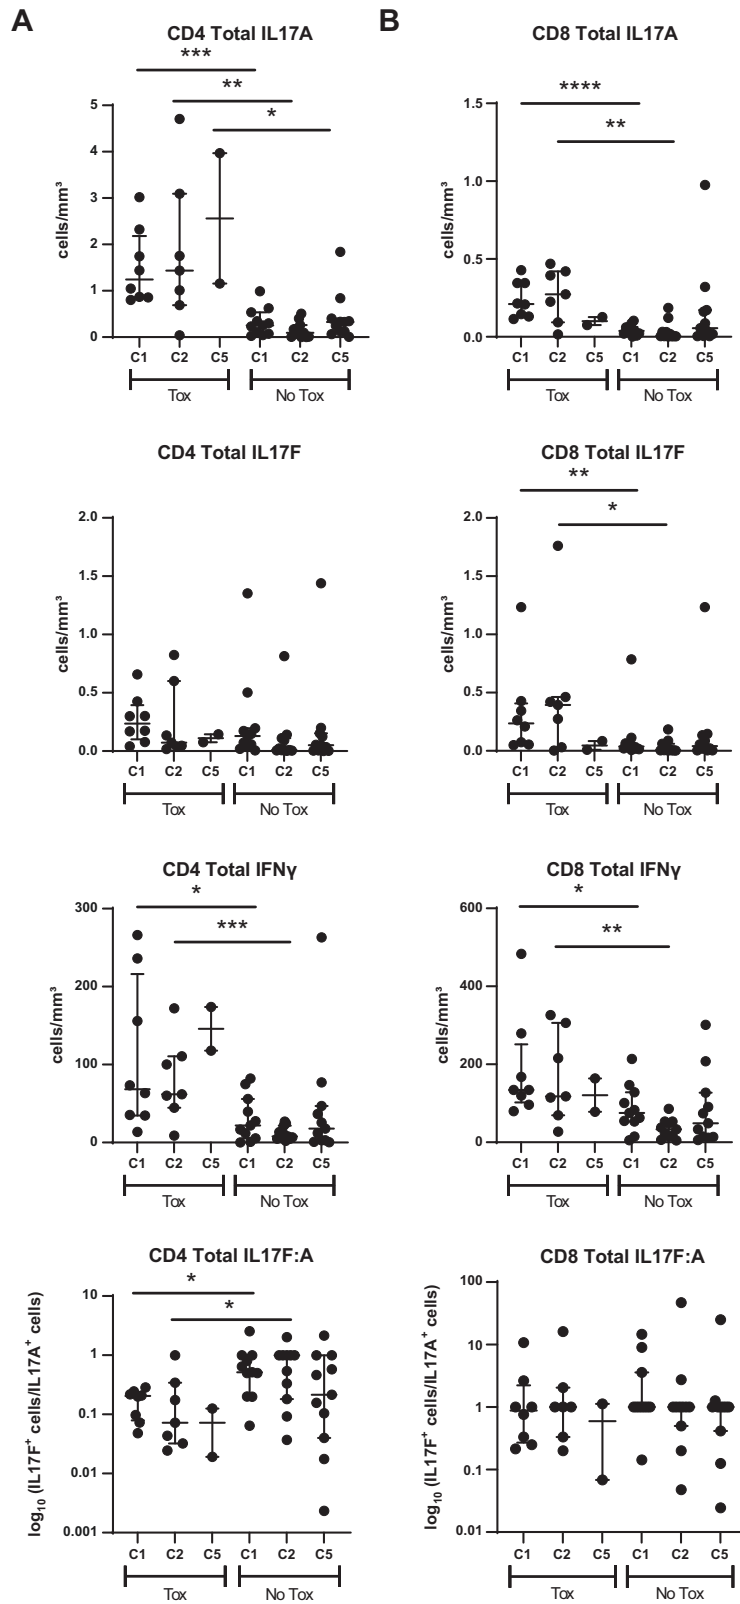 A
B
CD4 Total IL17A
***
**
*
cells/mm³
5
4
3
2
1
0
C1 C2 C5 C1 C2 C5
Tox No Tox
CD8 Total IL17A
****
**
cells/mm³
1.5
1.0
0.5
0.0
C1 C2 C5 C1 C2 C5
Tox No Tox
CD4 Total IL17F
cells/mm³
2.0
1.5
1.0
0.5
0.0
C1 C2 C5 C1 C2 C5
Tox No Tox
CD8 Total IL17F
**
*
cells/mm³
2.0
1.5
1.0
0.5
0.0
C1 C2 C5 C1 C2 C5
Tox No Tox
CD4 Total IFNγ
*
***
cells/mm³
300
200
100
0
C1 C2 C5 C1 C2 C5
Tox No Tox
CD8 Total IFNγ
*
**
cells/mm³
600
400
200
0
C1 C2 C5 C1 C2 C5
Tox No Tox
CD4 Total IL17F:A
*
*
log₁₀ (IL17F⁺ cells/IL17A⁺ cells)
10
1
0.1
0.01
0.001
C1 C2 C5 C1 C2 C5
Tox No Tox
CD8 Total IL17F:A
log₁₀ (IL17F⁺ cells/IL17A⁺ cells)
100
10
1
0.1
0.01
C1 C2 C5 C1 C2 C5
Tox No Tox